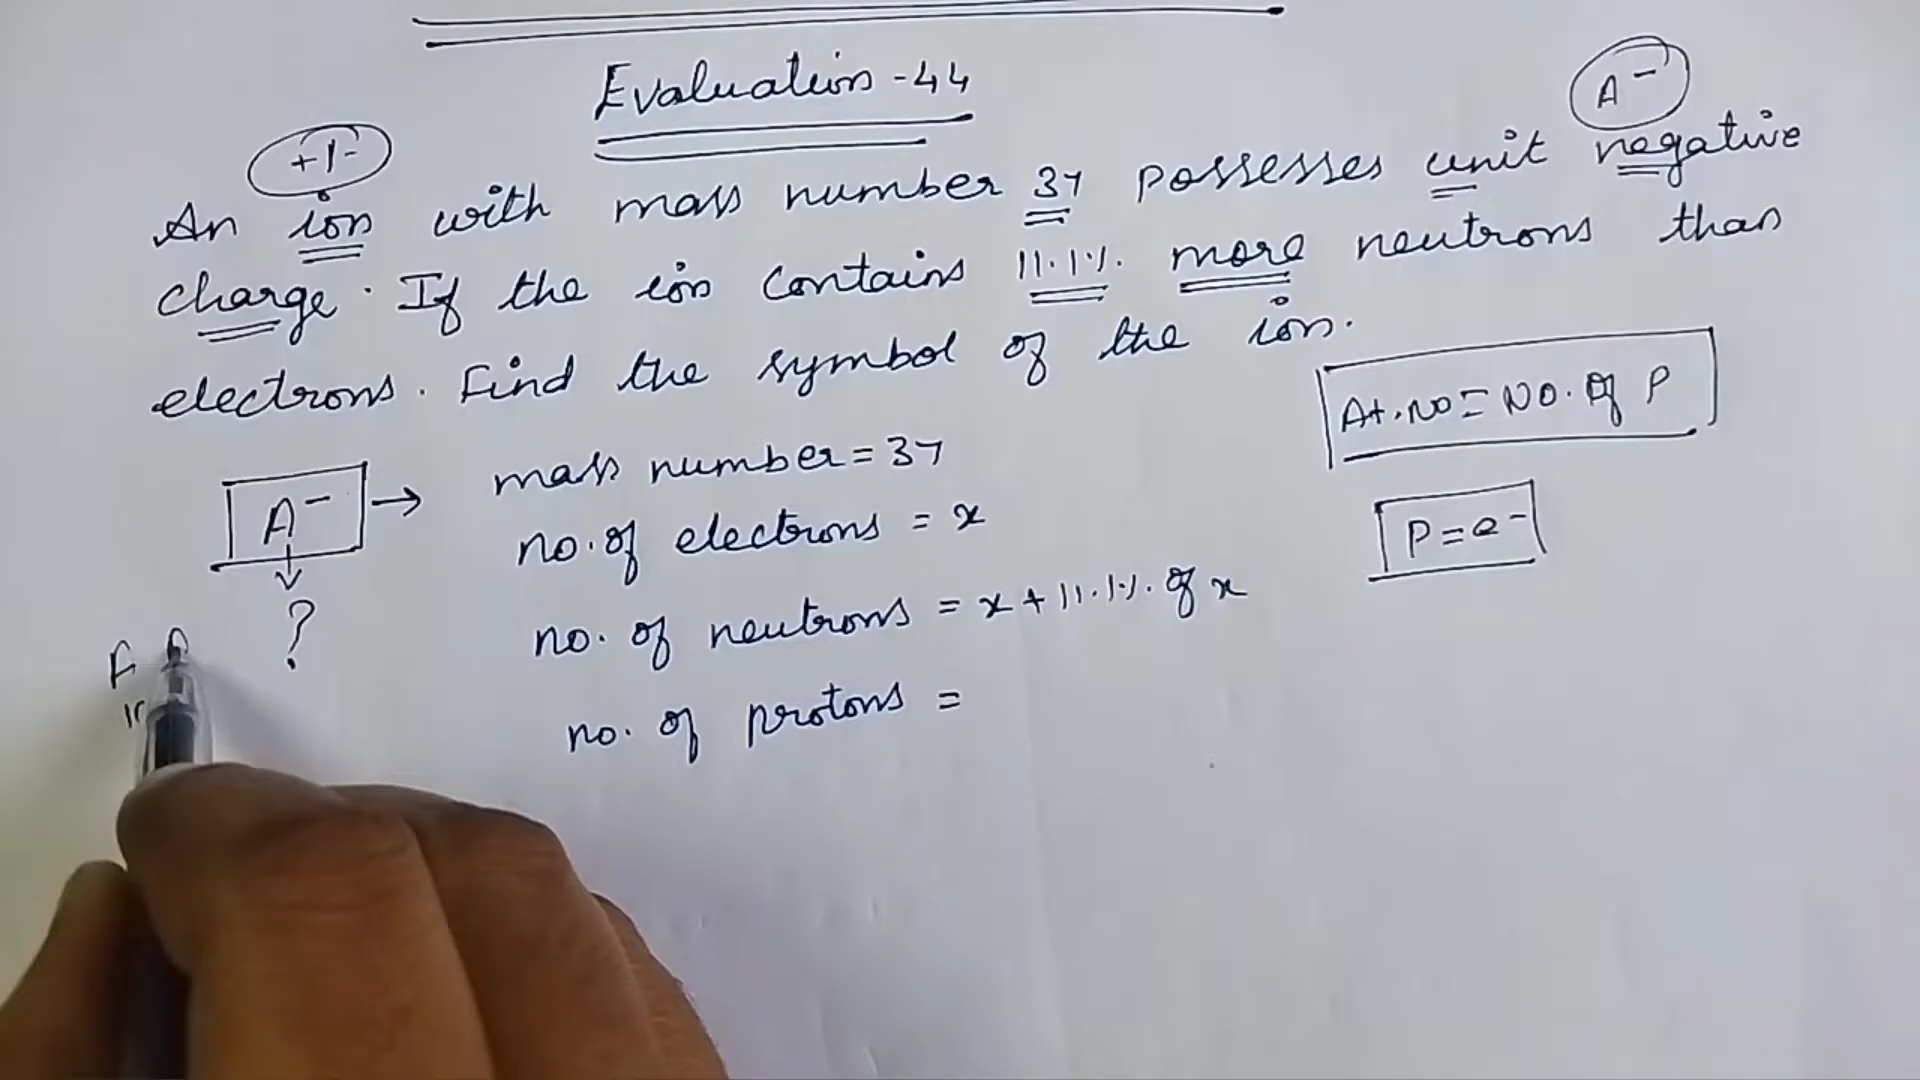 Evaluation - 44
A⁻
+/-
An ion with mass number 37 possesses unit negative
charge. If the ion contains 11.1% more neutrons than
electrons. Find the symbol of the ion.
At.no = No. of P
A⁻ → mass number = 37
no. of electrons = x
P = e⁻
?
no. of neutrons = x + 11.1% of x
no. of protons =